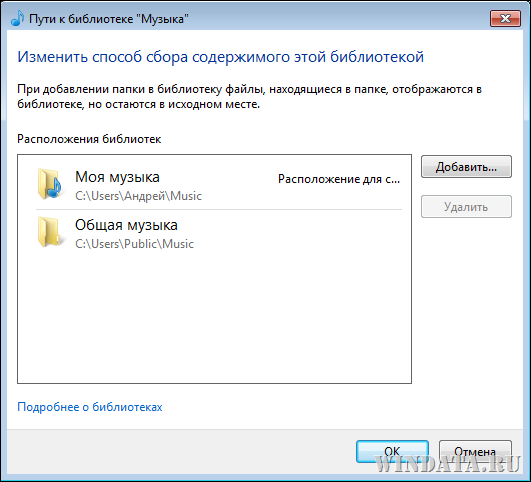 Пути к библиотеке "Музыка"
Изменить способ сбора содержимого этой библиотекой
При добавлении папки в библиотеку файлы, находящиеся в папке, отображаются в
библиотеке, но остаются в исходном месте.
Расположения библиотек
Моя музыка
Расположение для с...
C:\Users\Андрей\Music
Общая музыка
C:\Users\Public\Music
Добавить...
Удалить
Подробнее о библиотеках
OK
Отмена
WINDATA.RU